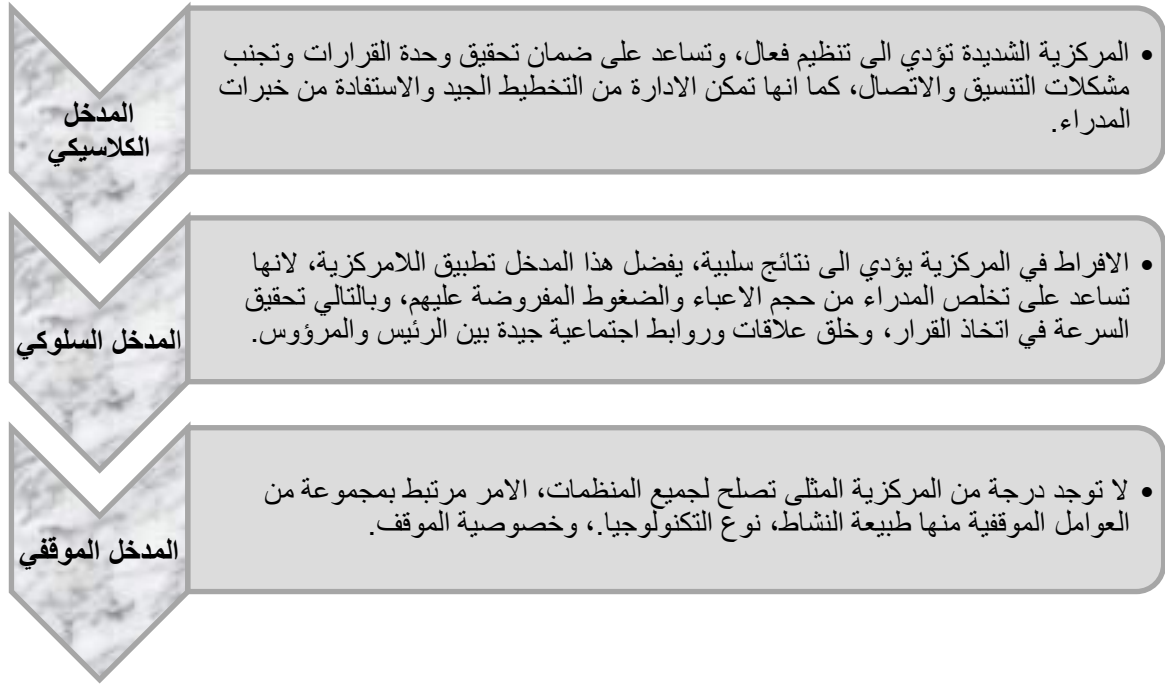 المدخل
الكلاسيكي
• المركزية الشديدة تؤدي الى تنظيم فعال، وتساعد على ضمان تحقيق وحدة القرارات وتجنب
مشكلات التنسيق والاتصال، كما انها تمكن الادارة من التخطيط الجيد والاستفادة من خبرات
المدراء.
المدخل السلوكي
• الافراط في المركزية يؤدي الى نتائج سلبية، يفضل هذا المدخل تطبيق اللامركزية، لانها
تساعد على تخلص المدراء من حجم الاعباء والضغوط المفروضة عليهم، وبالتالي تحقيق
السرعة في اتخاذ القرار، وخلق علاقات وروابط اجتماعية جيدة بين الرئيس والمرؤوس.
المدخل الموقفي
• لا توجد درجة من المركزية المثلى تصلح لجميع المنظمات، الامر مرتبط بمجموعة من
العوامل الموقفية منها طبيعة النشاط، نوع التكنولوجيا.، وخصوصية الموقف.